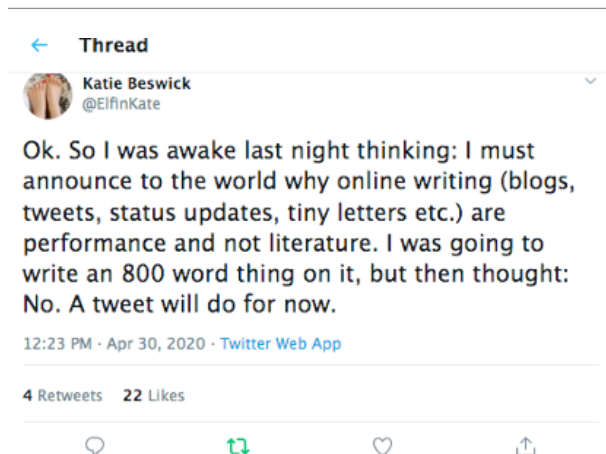 Thread
Katie Beswick
@ElfinKate
Ok. So I was awake last night thinking: I must
announce to the world why online writing (blogs,
tweets, status updates, tiny letters etc.) are
performance and not literature. I was going to
write an 800 word thing on it, but then thought:
No. A tweet will do for now.
12:23 PM · Apr 30, 2020 · Twitter Web App
4 Retweets 22 Likes